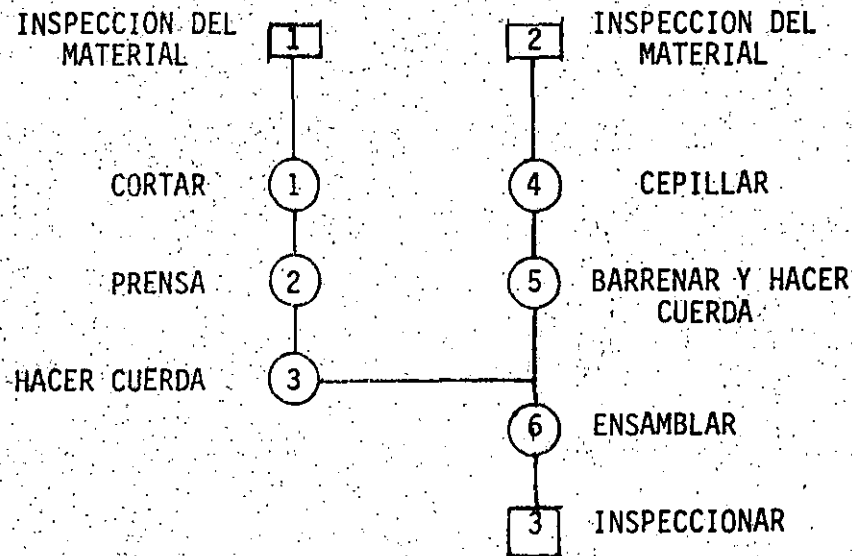 INSPECCION DEL
MATERIAL
1
2
INSPECCION DEL
MATERIAL
CORTAR
1
4
CEPILLAR
PRENSA
2
5
BARRENAR Y HACER
CUERDA
HACER CUERDA
3
6
ENSAMBLAR
3
INSPECCIONAR